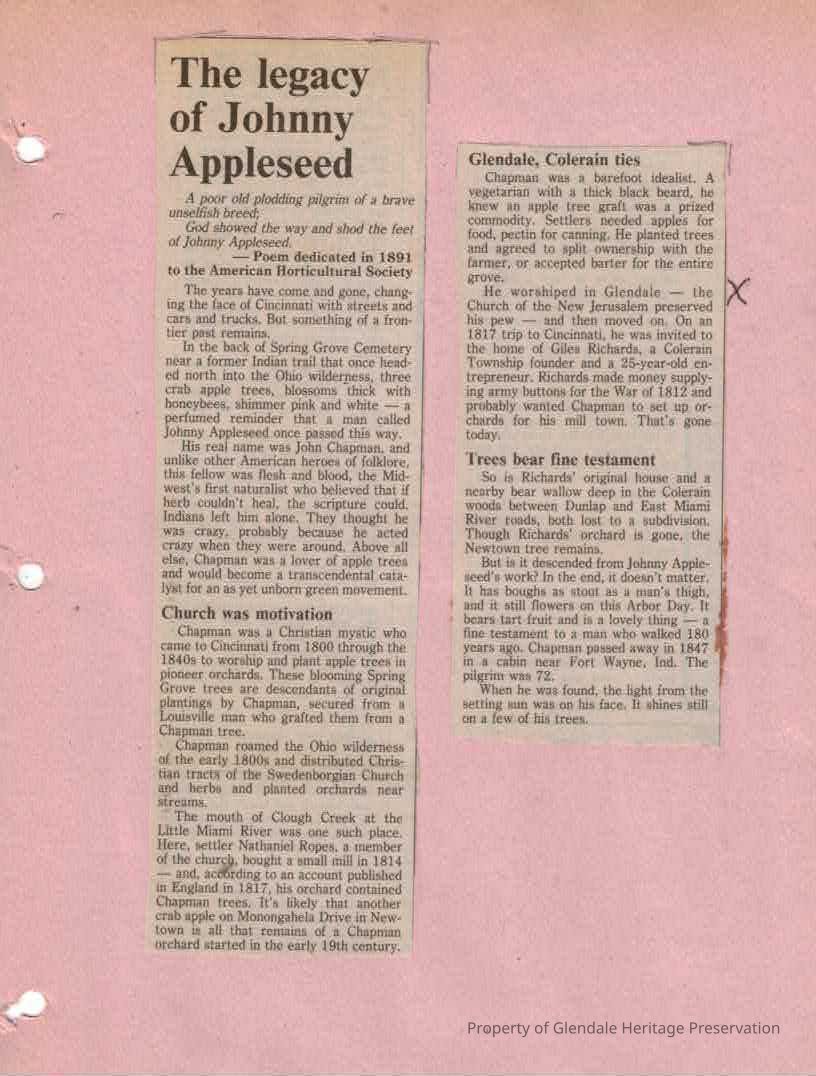 The legacy
of Johnny
Appleseed
A poor old plodding pilgrim of a brave
unselfish breed;
God showed the way and shod the feet
of Johnny Appleseed.
— Poem dedicated in 1891
to the American Horticultural Society
The years have come and gone, chang-
ing the face of Cincinnati with streets and
cars and trucks. But something of a fron-
tier past remains.
In the back of Spring Grove Cemetery
near a former Indian trail that once head-
ed north into the Ohio wilderness, three
crab apple trees, blossoms thick with
honeybees, shimmer pink and white — a
perfumed reminder that a man called
Johnny Appleseed once passed this way.
His real name was John Chapman, and
unlike other American heroes of folklore,
this fellow was flesh and blood, the Mid-
west's first naturalist who believed that if
herb couldn't heal, the scripture could.
Indians left him alone. They thought he
was crazy, probably because he acted
crazy when they were around. Above all
else, Chapman was a lover of apple trees
and would become a transcendental cata-
lyst for an as yet unborn green movement.
Church was motivation
Chapman was a Christian mystic who
came to Cincinnati from 1800 through the
1840s to worship and plant apple trees in
pioneer orchards. These blooming Spring
Grove trees are descendants of original
plantings by Chapman, secured from a
Louisville man who grafted them from a
Chapman tree.
Chapman roamed the Ohio wilderness
of the early 1800s and distributed Chris-
tian tracts of the Swedenborgian Church
and herbs and planted orchards near
streams.
The mouth of Clough Creek at the
Little Miami River was one such place.
Here, settler Nathaniel Ropes, a member
of the church, bought a small mill in 1814
— and, according to an account published
in England in 1817, his orchard contained
Chapman trees. It's likely that another
crab apple on Monongahela Drive in New-
town is all that remains of a Chapman
orchard started in the early 19th century.
Glendale, Colerain ties
Chapman was a barefoot idealist. A
vegetarian with a thick black beard, he
knew an apple tree graft was a prized
commodity. Settlers needed apples for
food, pectin for canning. He planted trees
and agreed to split ownership with the
farmer, or accepted barter for the entire
grove.
He worshiped in Glendale — the
Church of the New Jerusalem preserved
his pew — and then moved on. On an
1817 trip to Cincinnati, he was invited to
the home of Giles Richards, a Colerain
Township founder and a 25-year-old en-
trepreneur. Richards made money supply-
ing army buttons for the War of 1812 and
probably wanted Chapman to set up or-
chards for his mill town. That's gone
today.
Trees bear fine testament
So is Richards' original house and a
nearby bear wallow deep in the Colerain
woods between Dunlap and East Miami
River roads, both lost to a subdivision.
Though Richards' orchard is gone, the
Newtown tree remains.
But is it descended from Johnny Apple-
seed's work? In the end, it doesn't matter.
It has boughs as stout as a man's thigh,
and it still flowers on this Arbor Day. It
bears tart fruit and is a lovely thing — a
fine testament to a man who walked 180
years ago. Chapman passed away in 1847
in a cabin near Fort Wayne, Ind. The
pilgrim was 72.
When he was found, the light from the
setting sun was on his face. It shines still
on a few of his trees.
X
Property of Glendale Heritage Preservation